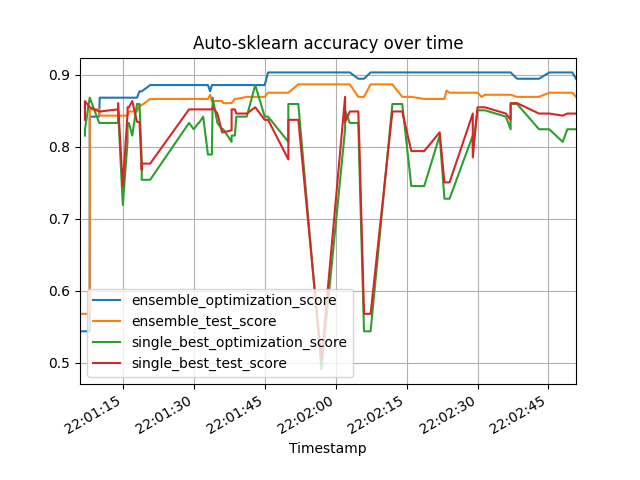 Auto-sklearn accuracy over time
0.9
0.8
0.7
0.6
0.5
ensemble_optimization_score
ensemble_test_score
single_best_optimization_score
single_best_test_score
22:01:15
22:01:30
22:01:45
22:02:00
22:02:15
22:02:30
22:02:45
Timestamp